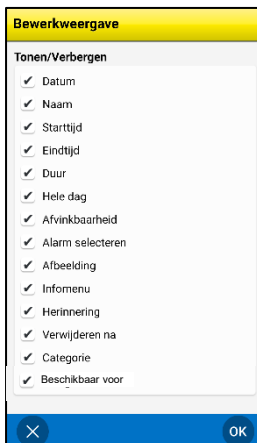 Bewerkweergave
Tonen/Verbergen
Datum
Naam
Starttijd
Eindtijd
Duur
Hele dag
Afvinkbaarheid
Alarm selecteren
Afbeelding
Infomenu
Herinnering
Verwijderen na
Categorie
Beschikbaar voor
OK